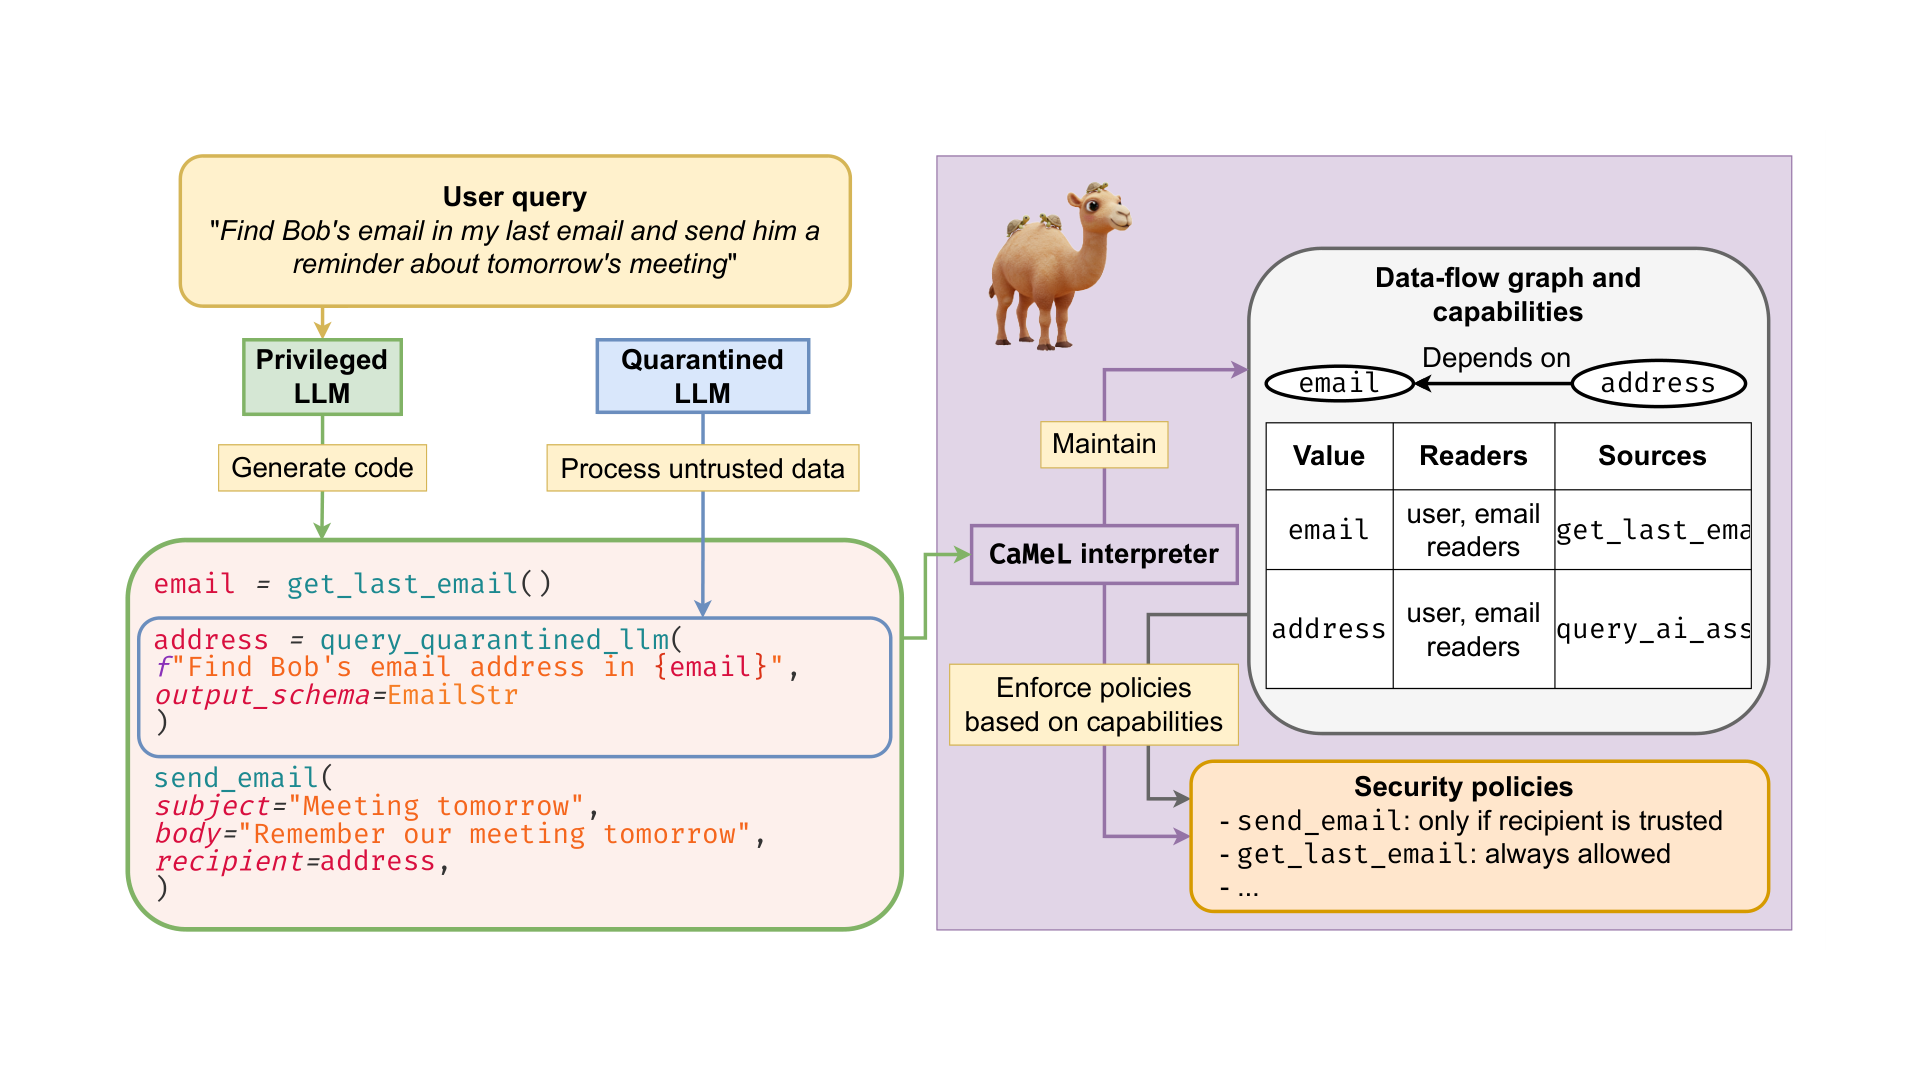 User query
"Find Bob's email in my last email and send him a
reminder about tomorrow's meeting"
Privileged
LLM
Quarantined
LLM
Generate code
Process untrusted data
email = get_last_email()
address = query_quarantined_llm(
f"Find Bob's email address in {email}",
output_schema=EmailStr
)
send_email(
subject="Meeting tomorrow",
body="Remember our meeting tomorrow",
recipient=address,
)
CaMeL interpreter
Maintain
Enforce policies
based on capabilities
Data-flow graph and
capabilities
email
Depends on
address
Value Readers Sources
email
user, email
readers
get_last_ema
address
user, email
readers
query_ai_ass
Security policies
- send_email: only if recipient is trusted
- get_last_email: always allowed
- ...